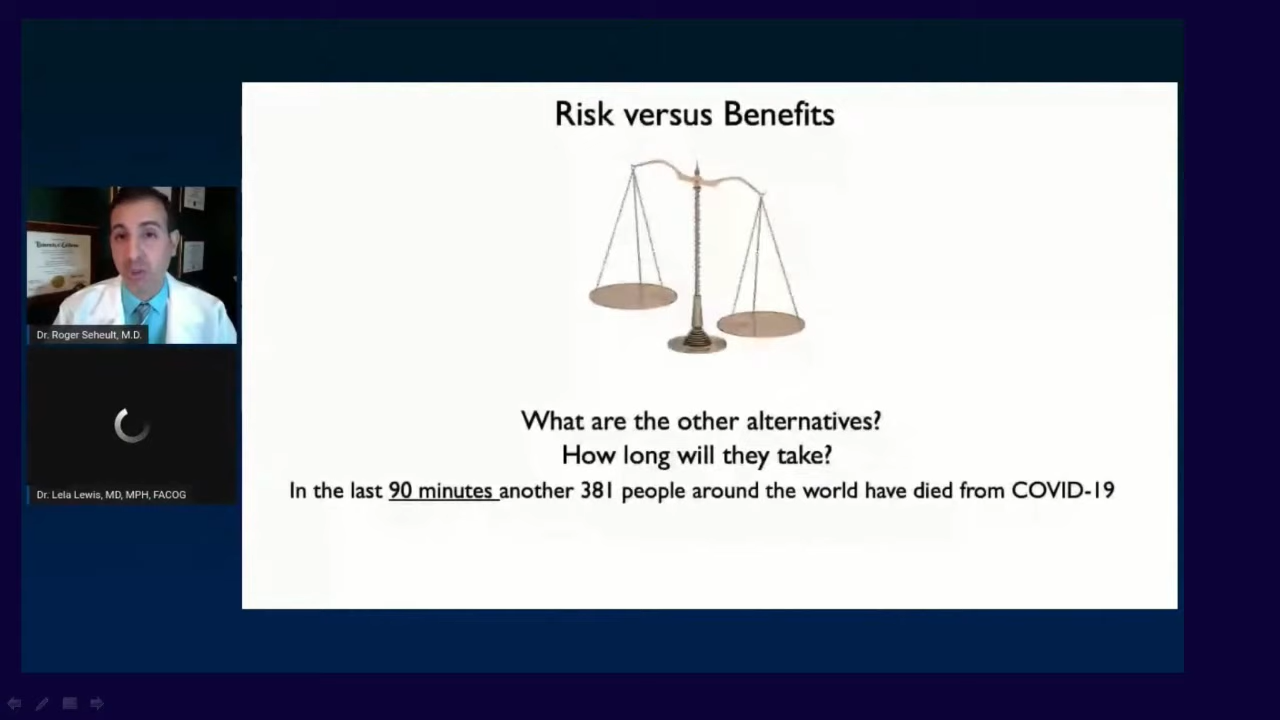 Risk versus Benefits
Dr. Roger Seheult, M.D.
What are the other alternatives?
How long will they take?
In the last 90 minutes another 381 people around the world have died from COVID-19
Dr. Lela Lewis, MD, MPH, FACOG